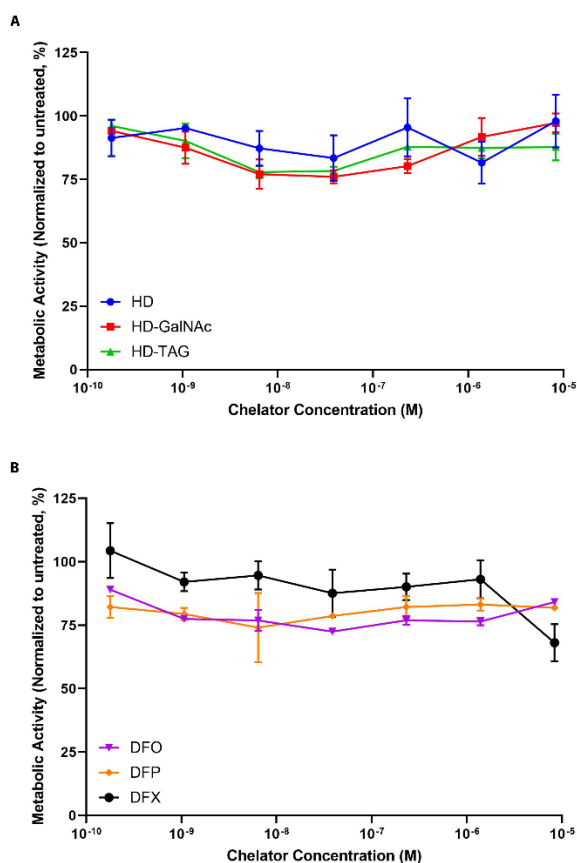 A
Metabolic Activity (Normalized to untreated, %)
125
100
75
50
25
0
HD
HD-GalNAc
HD-TAG
10⁻¹⁰ 10⁻⁹ 10⁻⁸ 10⁻⁷ 10⁻⁶ 10⁻⁵
Chelator Concentration (M)
B
Metabolic Activity (Normalized to untreated, %)
125
100
75
50
25
0
DFO
DFP
DFX
10⁻¹⁰ 10⁻⁹ 10⁻⁸ 10⁻⁷ 10⁻⁶ 10⁻⁵
Chelator Concentration (M)